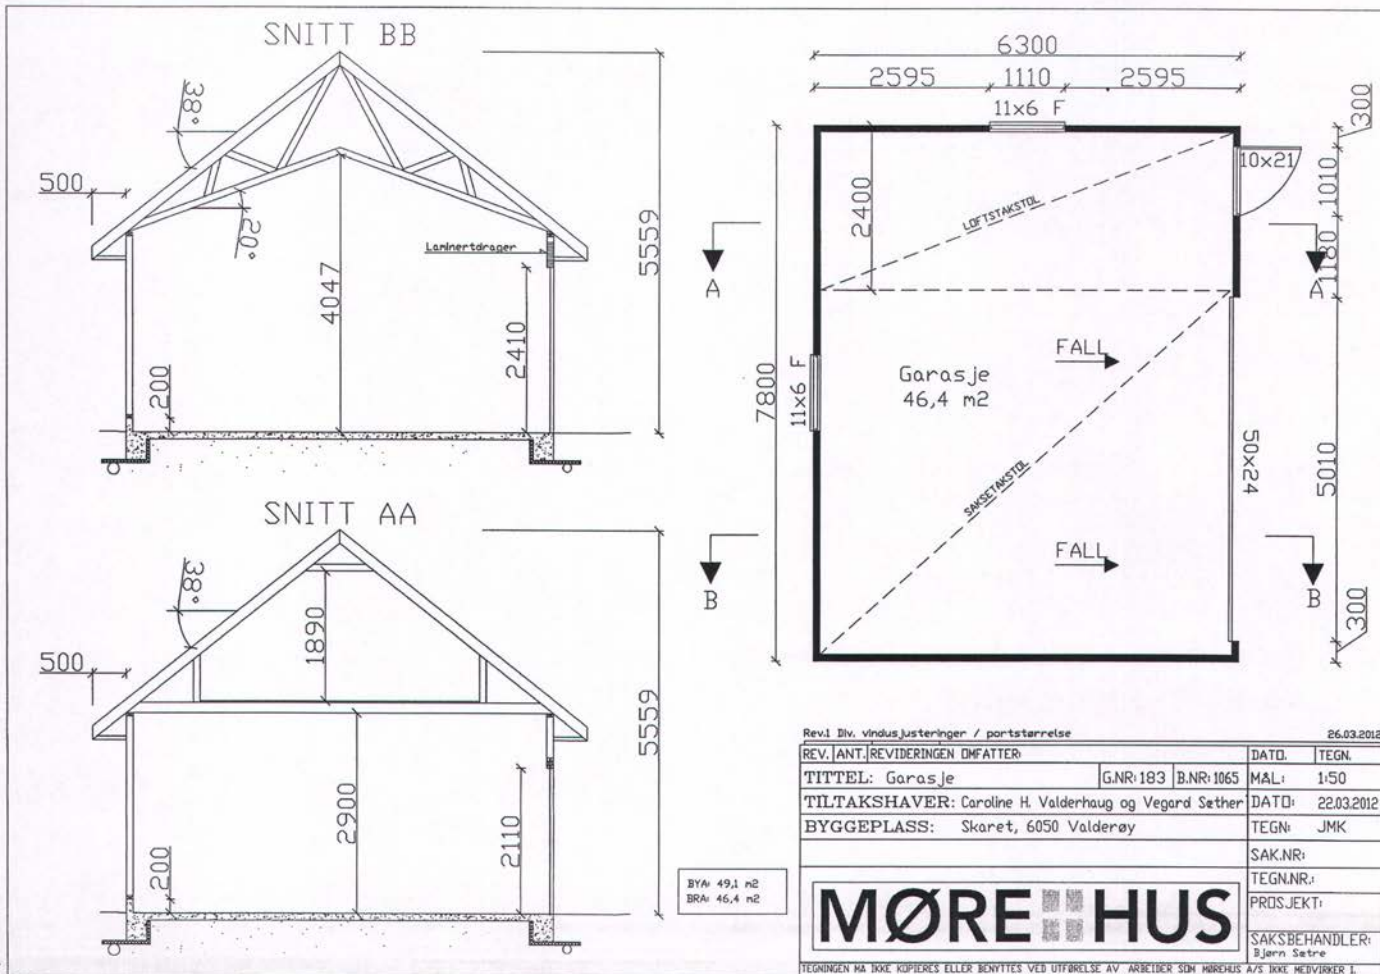 SNITT BB
38°
500
20°
Laminertdrager
4047
2410
200
5559
SNITT AA
38°
500
1890
2900
2110
200
5559
6300
2595 1110 2595
11x6 F
300
10x21
1010
2400
LOFTSTAKSTOL
1180
A A
7800
11x6 F
Garasje
46,4 m2
FALL
SAKSETAKSTOL
50x24
5010
FALL
B B
300
BYA: 49,1 m2
BRA: 46,4 m2
Rev.1 Div. vindusjusteringer / portstørrelse 26.03.2012
REV. ANT. REVIDERINGEN OMFATTER: DATO. TEGN.
TITTEL: Garasje G.NR: 183 B.NR: 1065 MÅL: 1:50
TILTAKSHAVER: Caroline H. Valderhaug og Vegard Sæther DATO: 22.03.2012
BYGGEPLASS: Skaret, 6050 Valderøy TEGN: JMK
SAK.NR:
TEGN.NR.:
PROSJEKT:
MØRE HUS
SAKSBEHANDLER:
Bjørn Sætre
TEGNINGEN MÅ IKKE KOPIERES ELLER BENYTTES VED UTFØRELSE AV ARBEIDER SOM MØREHUS A/S IKKE MEDVIRKER I.